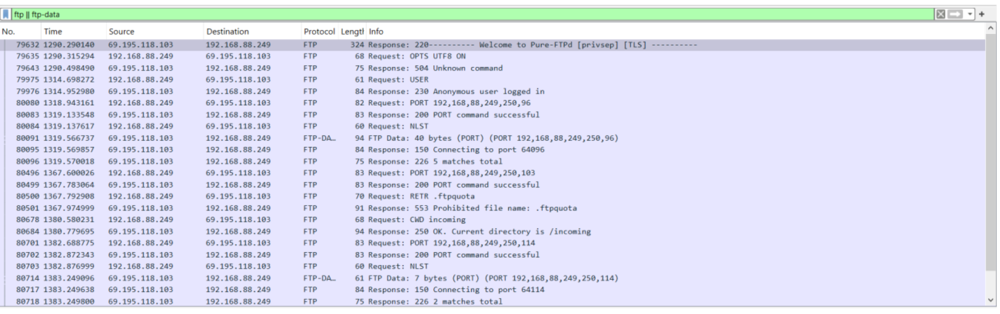 ftp || ftp-data
No. Time Source Destination Protocol Length Info
79632 1290.290140 69.195.118.103 192.168.88.249 FTP 324 Response: 220---------- Welcome to Pure-FTPd [privsep] [TLS] ----------
79635 1290.315294 192.168.88.249 69.195.118.103 FTP 68 Request: OPTS UTF8 ON
79643 1290.498490 69.195.118.103 192.168.88.249 FTP 75 Response: 504 Unknown command
79975 1314.698272 192.168.88.249 69.195.118.103 FTP 61 Request: USER
79976 1314.952980 69.195.118.103 192.168.88.249 FTP 84 Response: 230 Anonymous user logged in
80080 1318.943161 192.168.88.249 69.195.118.103 FTP 82 Request: PORT 192,168,88,249,250,96
80083 1319.133548 69.195.118.103 192.168.88.249 FTP 83 Response: 200 PORT command successful
80084 1319.137617 192.168.88.249 69.195.118.103 FTP 60 Request: NLST
80091 1319.566737 69.195.118.103 192.168.88.249 FTP-DA… 94 FTP Data: 40 bytes (PORT) (PORT 192,168,88,249,250,96)
80095 1319.569857 69.195.118.103 192.168.88.249 FTP 84 Response: 150 Connecting to port 64096
80096 1319.570018 69.195.118.103 192.168.88.249 FTP 75 Response: 226 5 matches total
80496 1367.600026 192.168.88.249 69.195.118.103 FTP 83 Request: PORT 192,168,88,249,250,103
80499 1367.783064 69.195.118.103 192.168.88.249 FTP 83 Response: 200 PORT command successful
80500 1367.792908 192.168.88.249 69.195.118.103 FTP 70 Request: RETR .ftpquota
80501 1367.974999 69.195.118.103 192.168.88.249 FTP 91 Response: 553 Prohibited file name: .ftpquota
80678 1380.580231 192.168.88.249 69.195.118.103 FTP 68 Request: CWD incoming
80684 1380.779695 69.195.118.103 192.168.88.249 FTP 94 Response: 250 OK. Current directory is /incoming
80701 1382.688775 192.168.88.249 69.195.118.103 FTP 83 Request: PORT 192,168,88,249,250,114
80702 1382.872343 69.195.118.103 192.168.88.249 FTP 83 Response: 200 PORT command successful
80703 1382.876999 192.168.88.249 69.195.118.103 FTP 60 Request: NLST
80714 1383.249096 69.195.118.103 192.168.88.249 FTP-DA… 61 FTP Data: 7 bytes (PORT) (PORT 192,168,88,249,250,114)
80717 1383.249638 69.195.118.103 192.168.88.249 FTP 84 Response: 150 Connecting to port 64114
80718 1383.249800 69.195.118.103 192.168.88.249 FTP 75 Response: 226 2 matches total